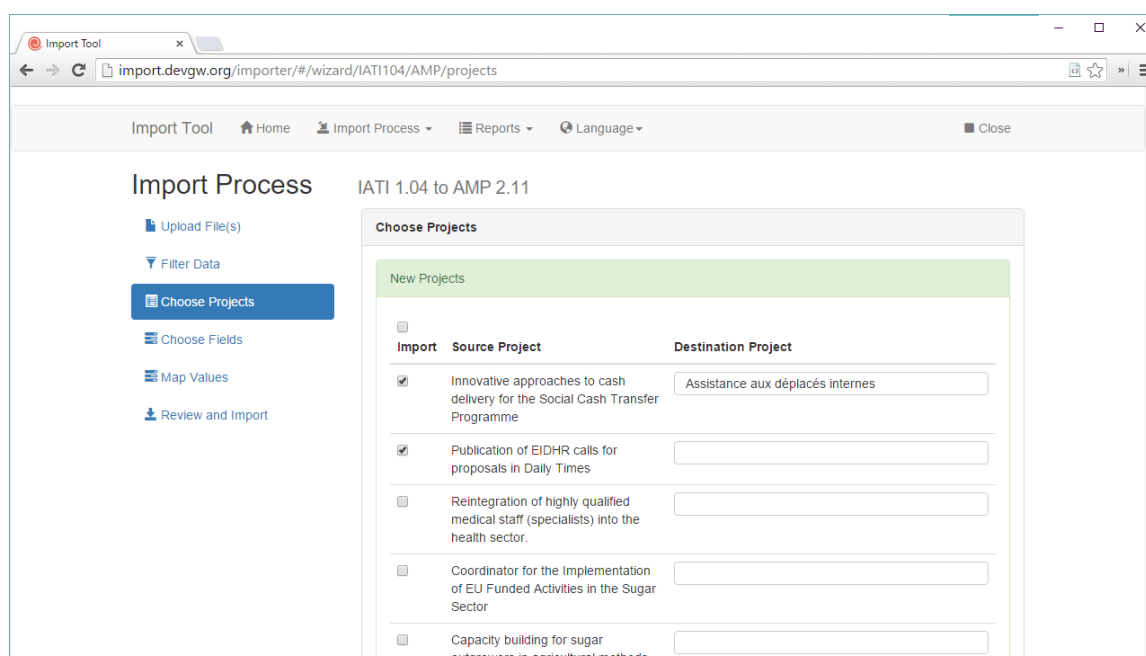 Import Tool
import.devgw.org/importer/#/wizard/IATI104/AMP/projects
Import Tool Home Import Process Reports Language Close
Import Process IATI 1.04 to AMP 2.11
Upload File(s)
Filter Data
Choose Projects
Choose Fields
Map Values
Review and Import
Choose Projects
New Projects
Import Source Project Destination Project
Innovative approaches to cash
delivery for the Social Cash Transfer
Programme
Assistance aux déplacés internes
Publication of EIDHR calls for
proposals in Daily Times
Reintegration of highly qualified
medical staff (specialists) into the
health sector.
Coordinator for the Implementation
of EU Funded Activities in the Sugar
Sector
Capacity building for sugar